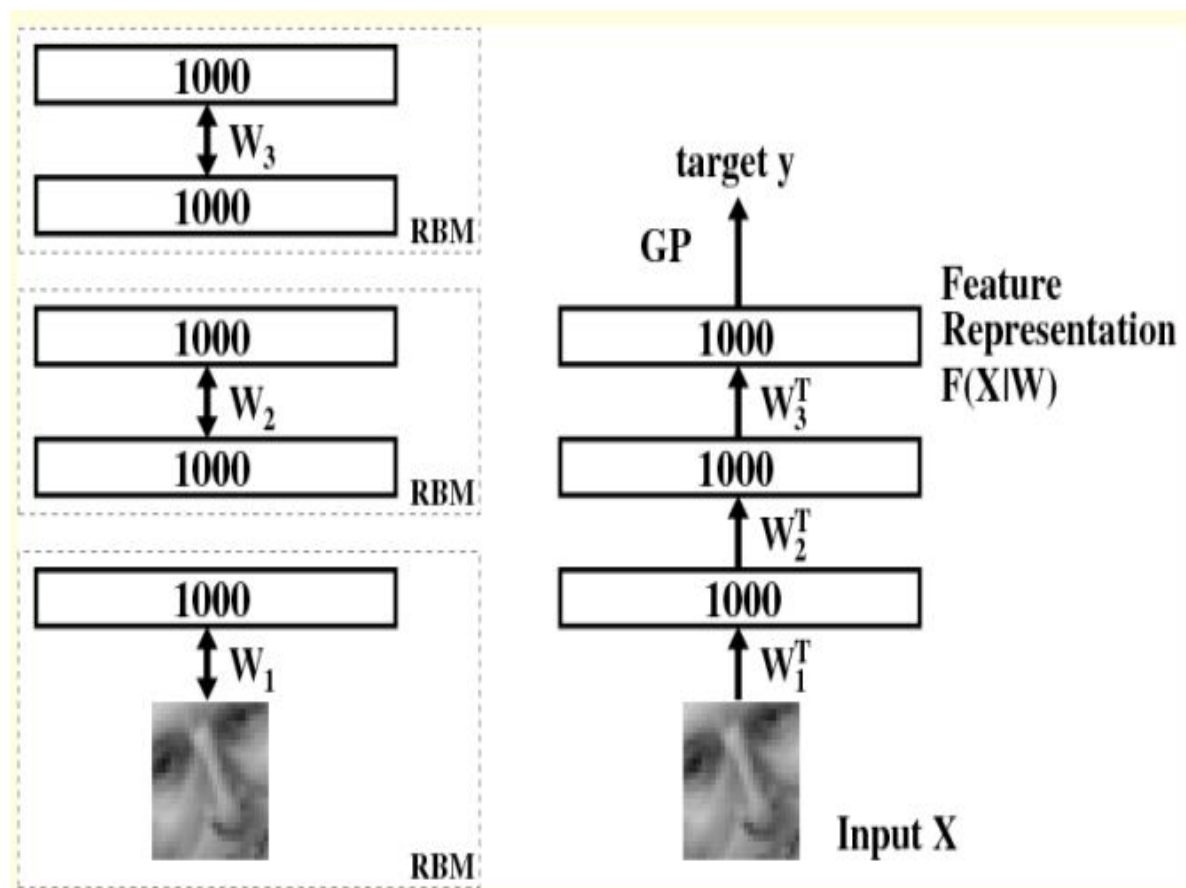 1000
W₃
1000
RBM
1000
W₂
1000
RBM
1000
W₁
RBM
target y
GP
1000
Feature
Representation
F(X|W)
W₃ᵀ
1000
W₂ᵀ
1000
W₁ᵀ
Input X